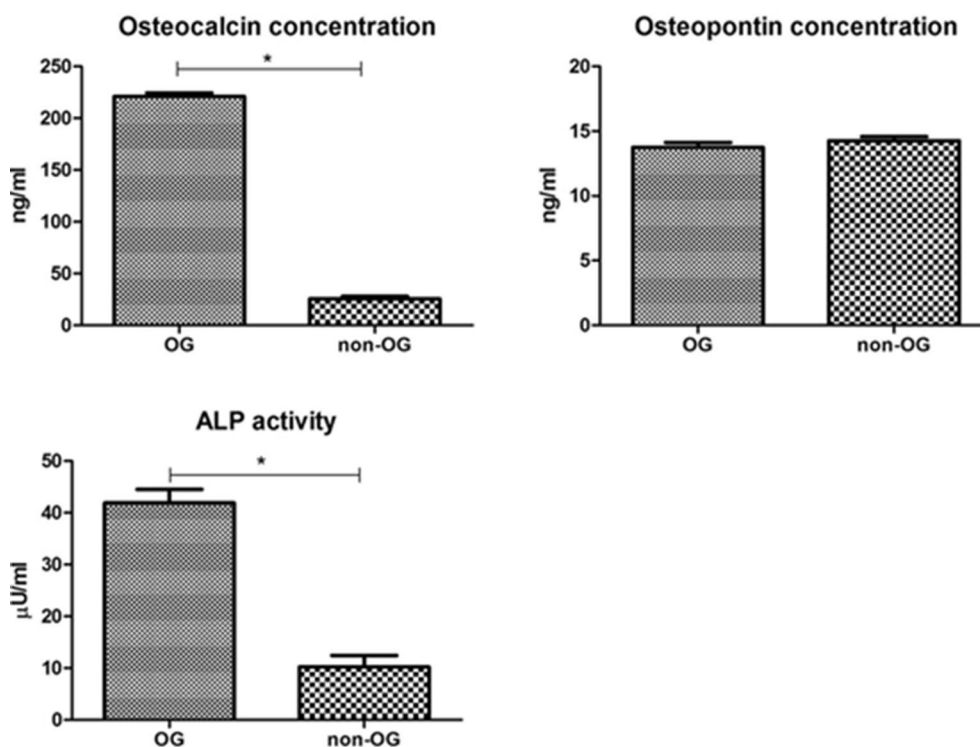 Osteocalcin concentration
*
250
200
150
100
50
0
ng/ml
OG
non-OG
Osteopontin concentration
20
15
10
5
0
ng/ml
OG
non-OG
ALP activity
*
50
40
30
20
10
0
µU/ml
OG
non-OG